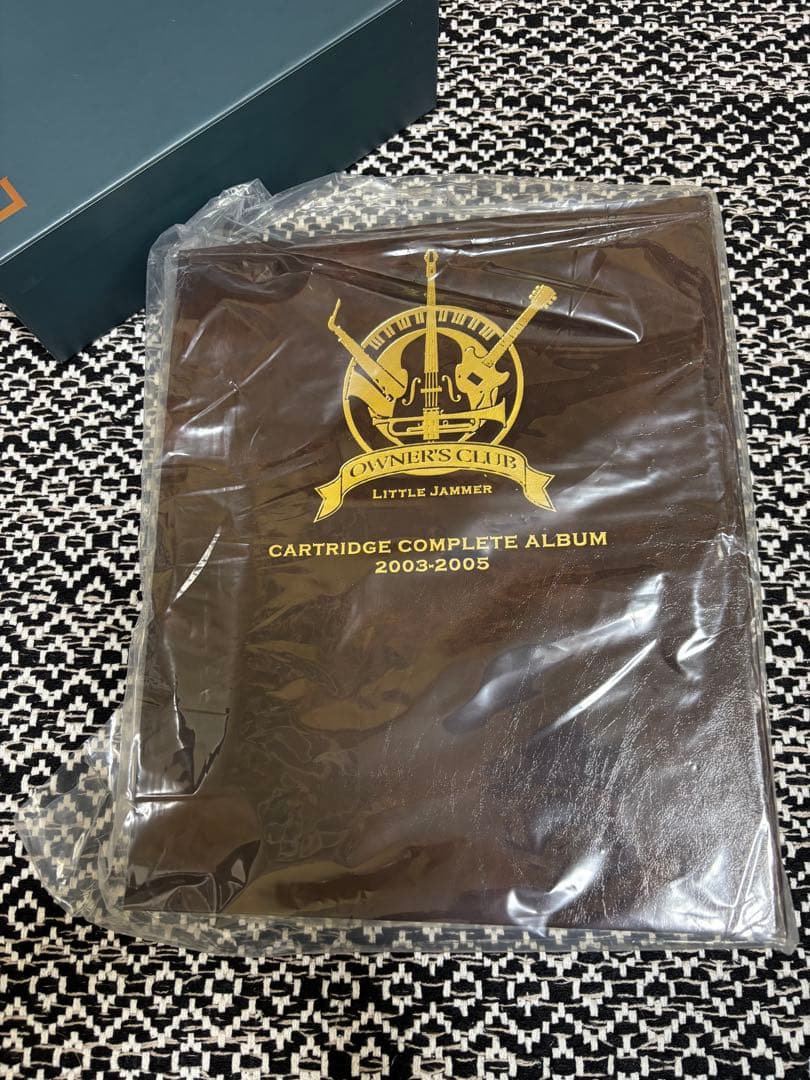 OWNER'S CLUB
LITTLE JAMMER
CARTRIDGE COMPLETE ALBUM
2003-2005